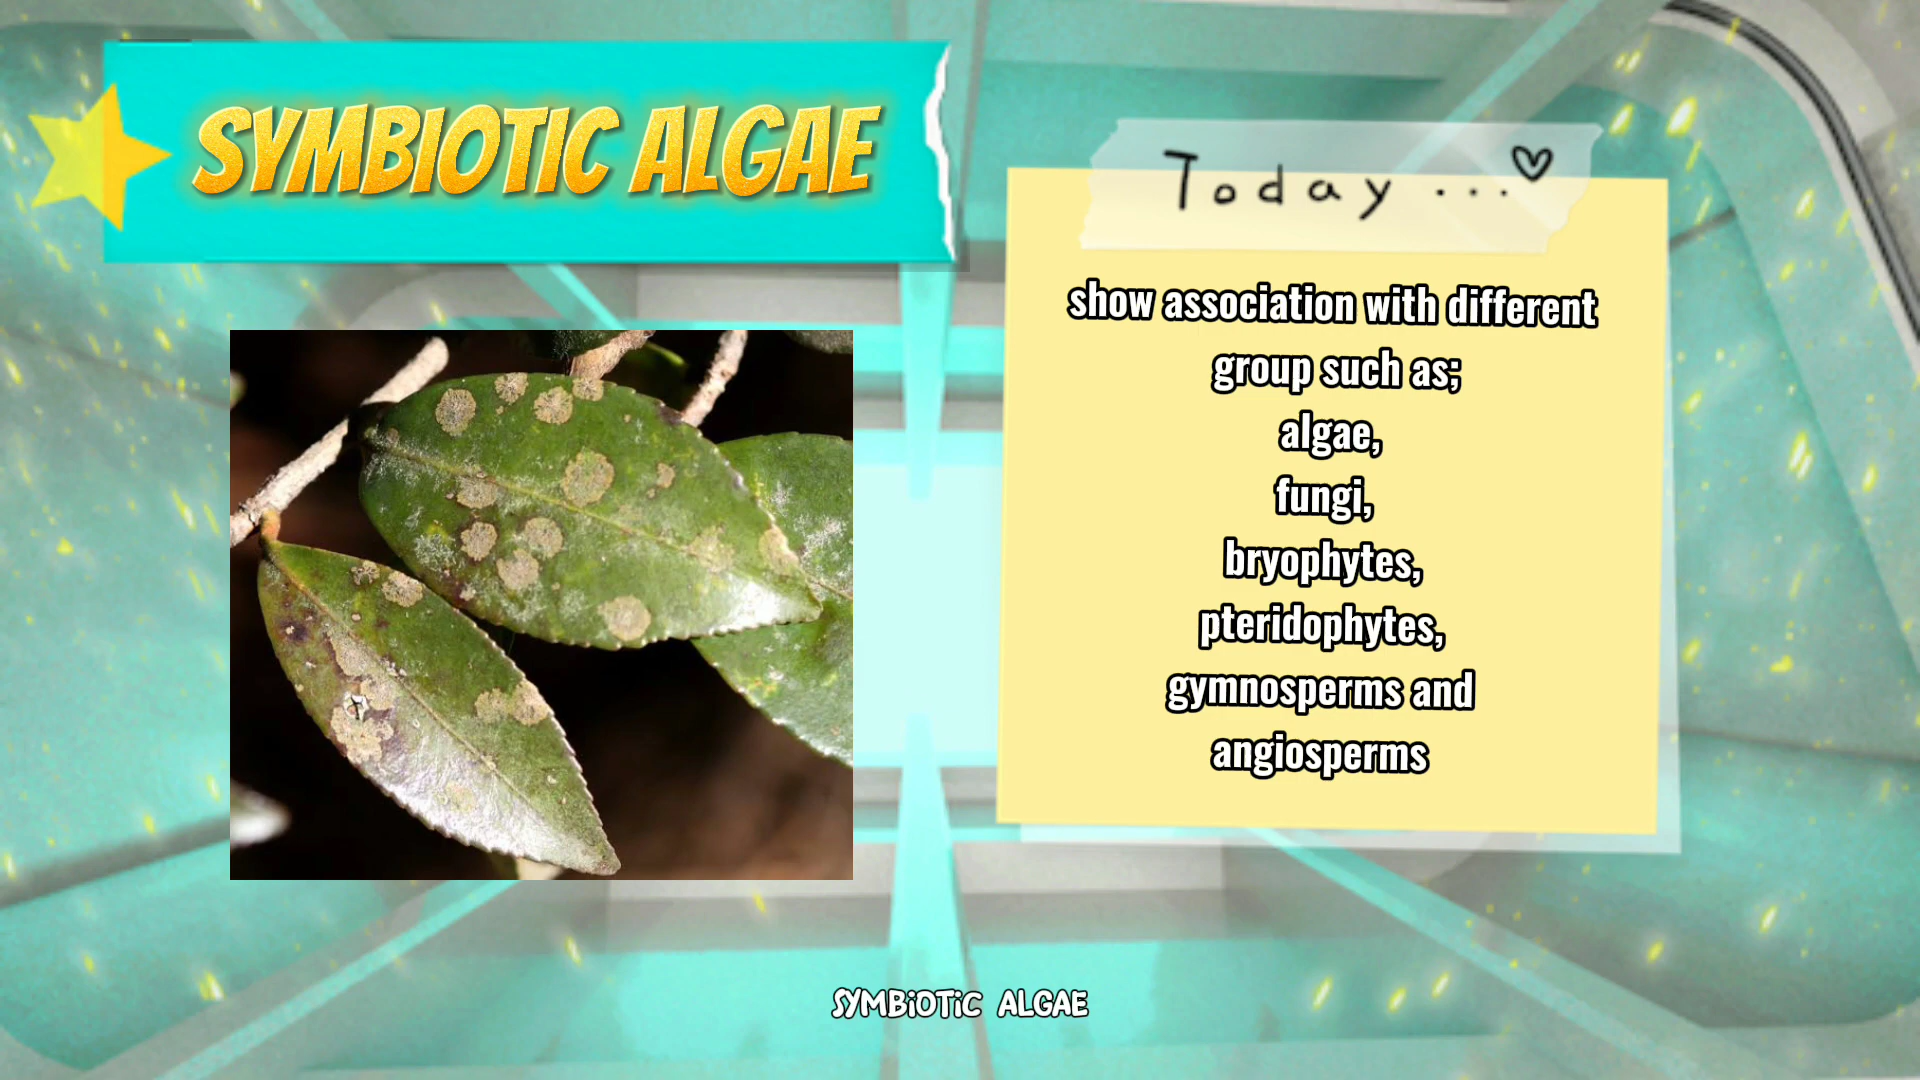 SYMBIOTIC ALGAE
Today ...
show association with different
group such as;
algae,
fungi,
bryophytes,
pteridophytes,
gymnosperms and
angiosperms
SYMBiOTiC ALGAE